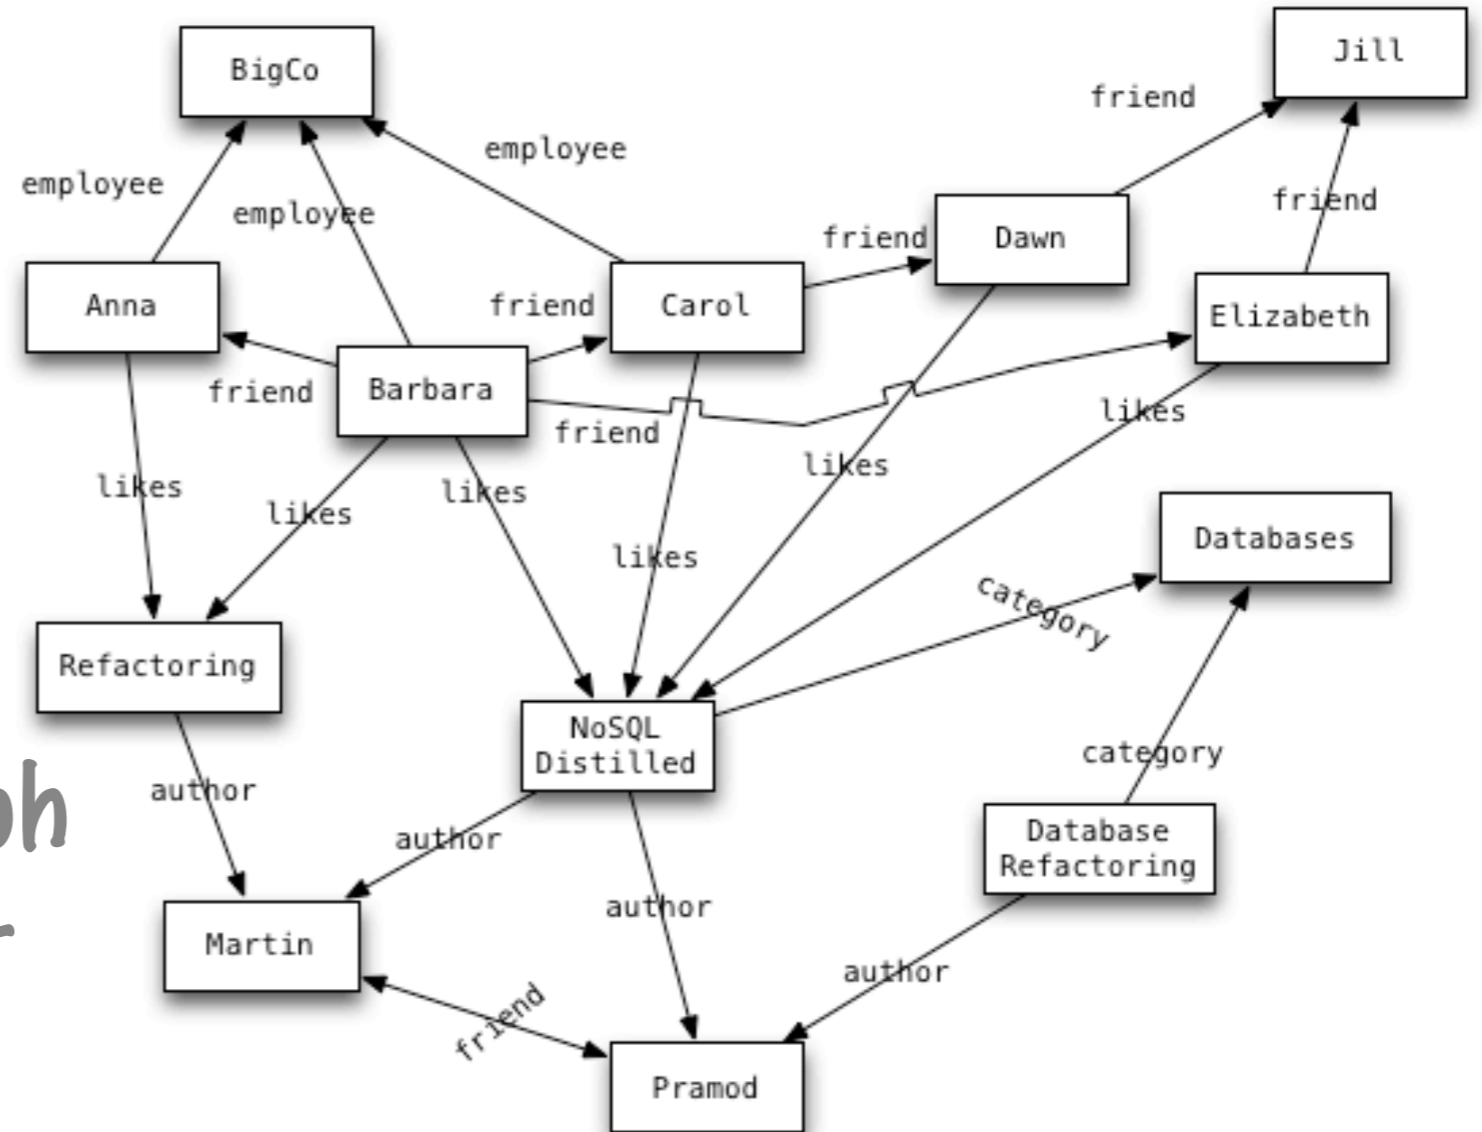 BigCo
Jill
friend
employee
employee
friend
employee
friend
Dawn
Anna
friend
Carol
Elizabeth
friend
Barbara
friend
likes
likes
likes
likes
likes
likes
Databases
category
Refactoring
NoSQL
Distilled
category
author
author
Database
Refactoring
author
Martin
author
friend
Pramod